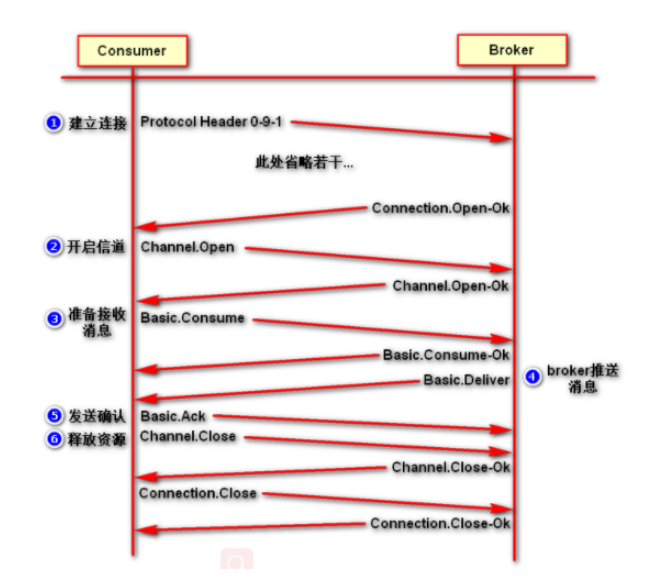 Consumer
Broker
1 建立连接 Protocol Header 0-9-1
此处省略若干...
Connection.Open-Ok
2 开启信道 Channel.Open
Channel.Open-Ok
3 准备接收 Basic.Consume
消息
Basic.Consume-Ok
4 broker推送
消息
Basic.Deliver
5 发送确认 Basic.Ack
6 释放资源 Channel.Close
Channel.Close-Ok
Connection.Close
Connection.Close-Ok